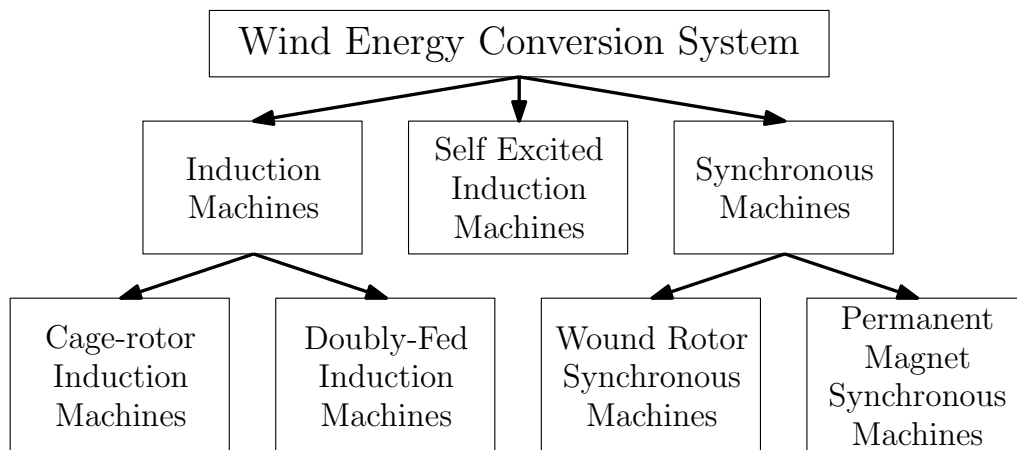 Wind Energy Conversion System
Induction
Machines
Self Excited
Induction
Machines
Synchronous
Machines
Cage-rotor
Induction
Machines
Doubly-Fed
Induction
Machines
Wound Rotor
Synchronous
Machines
Permanent
Magnet
Synchronous
Machines